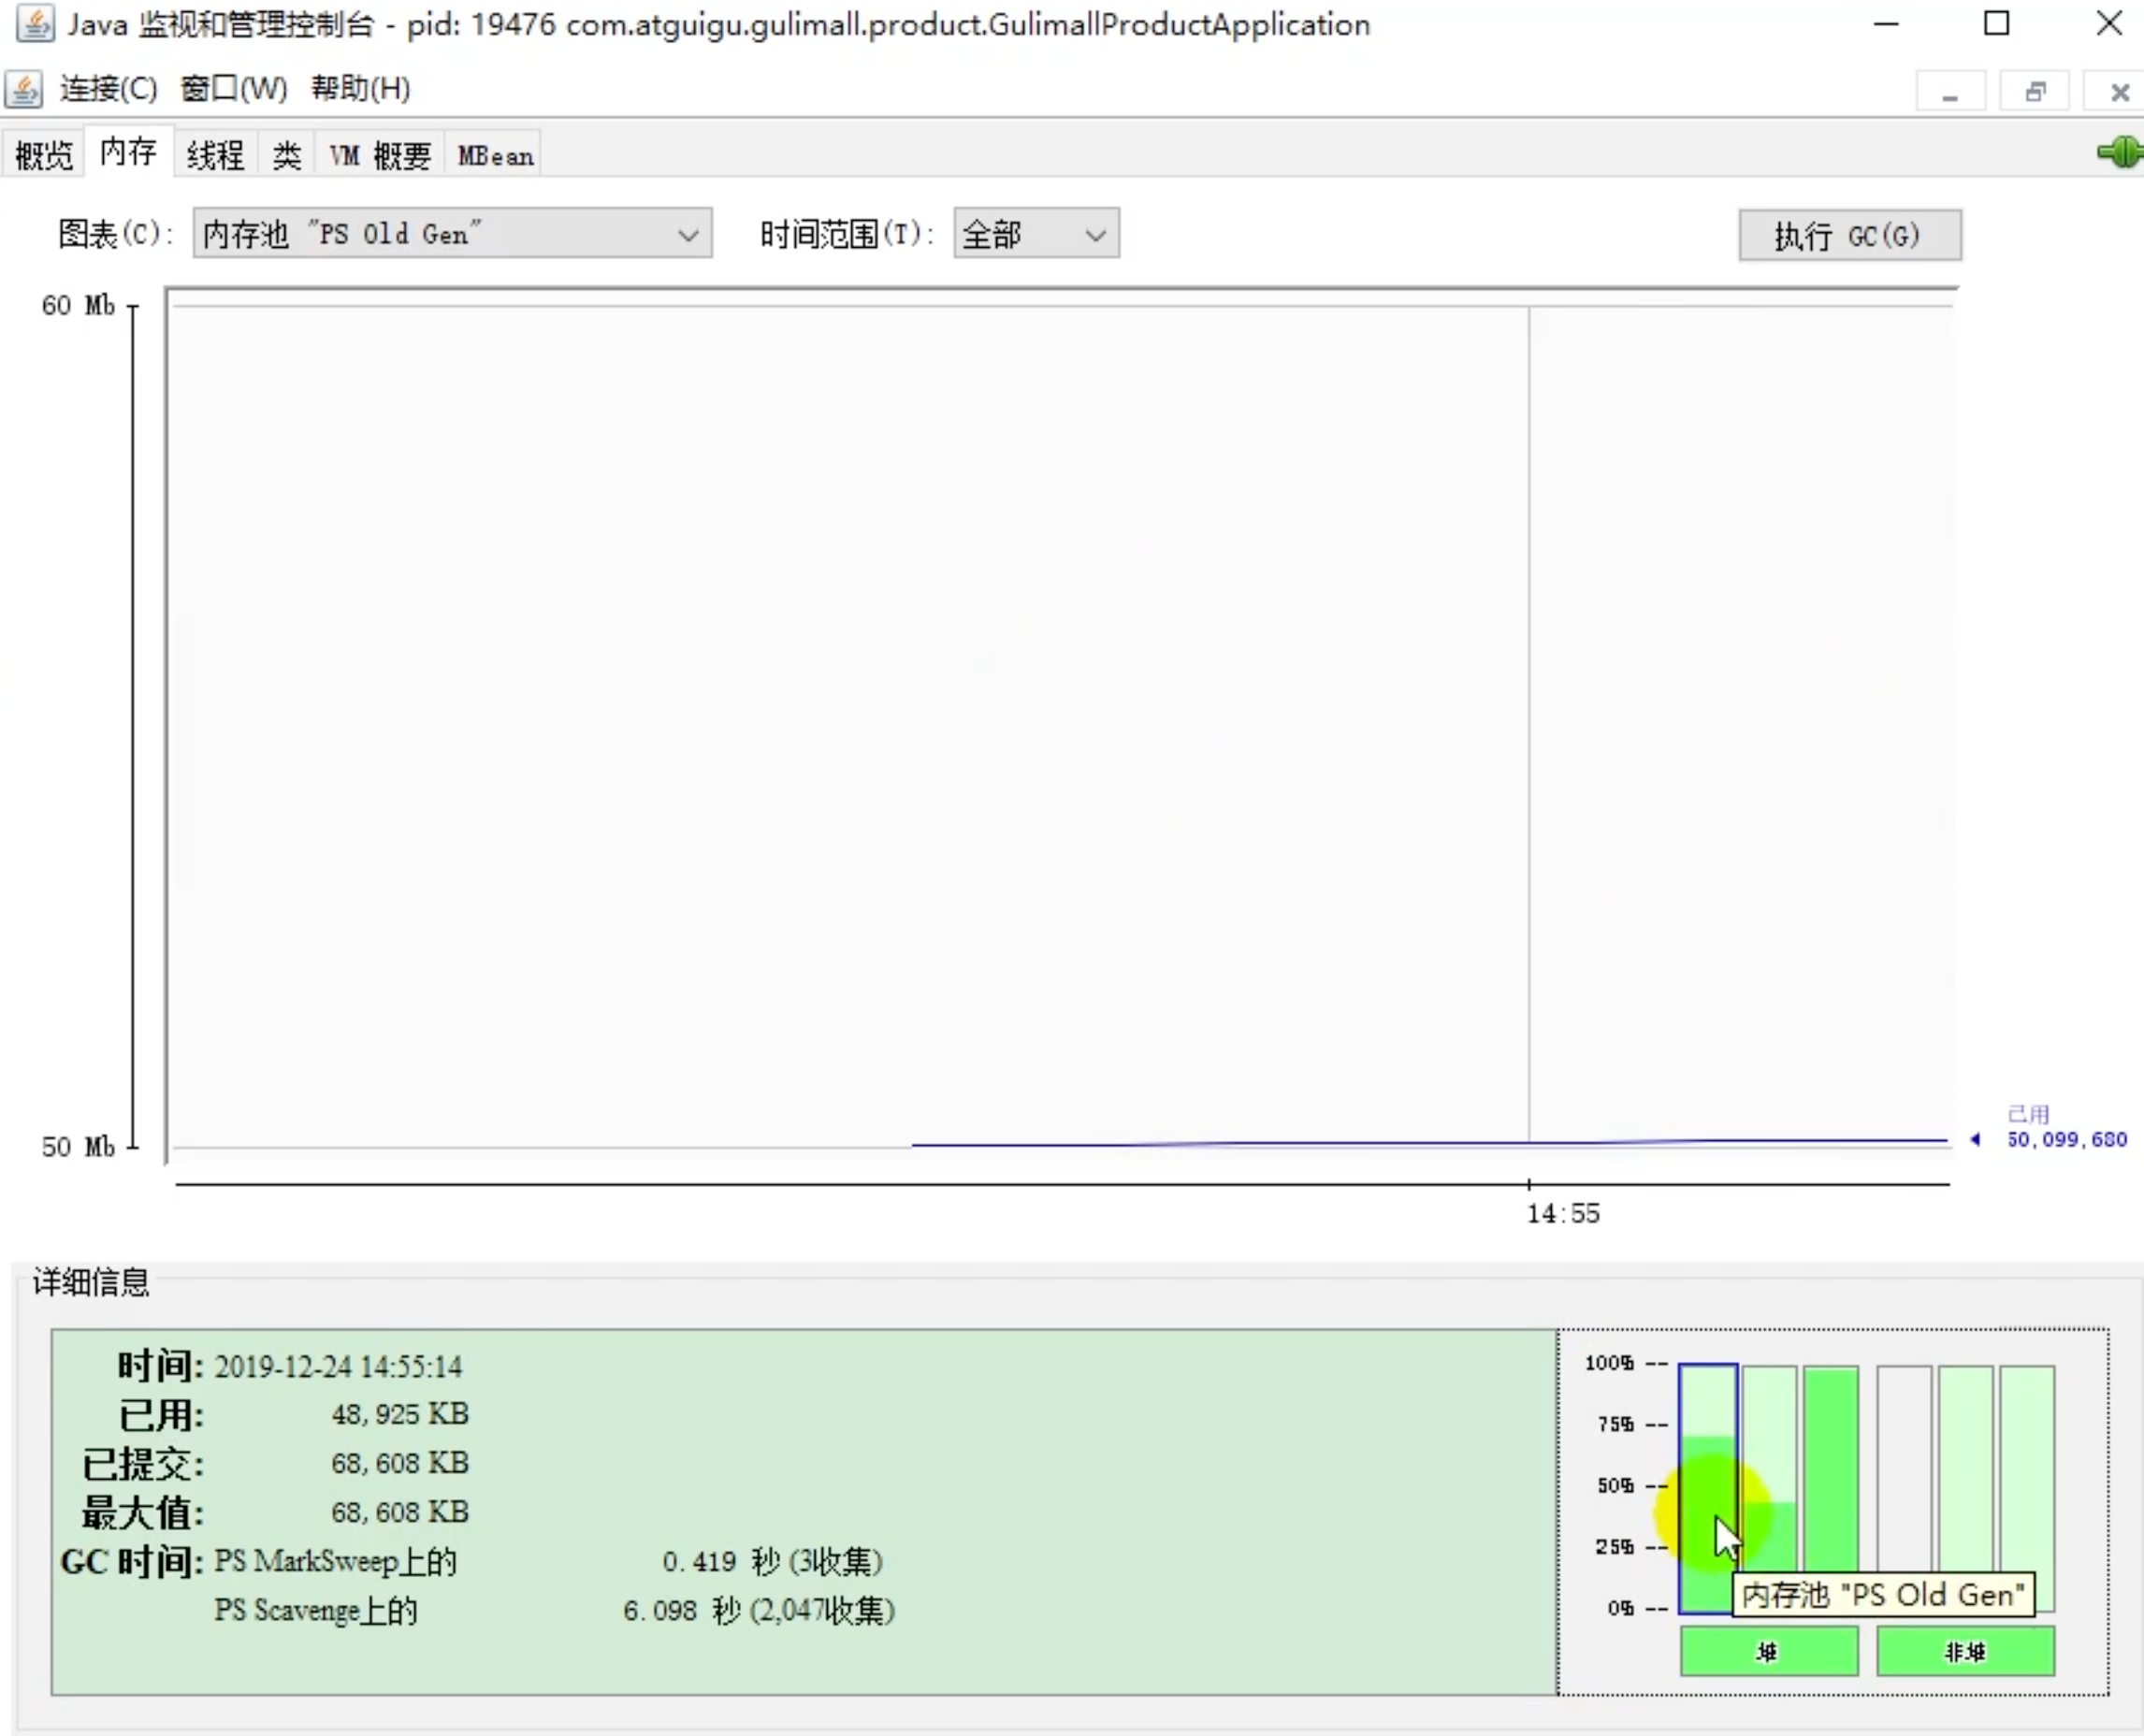 Java 监视和管理控制台 - pid: 19476 com.atguigu.gulimall.product.GulimallProductApplication
连接(C) 窗口(W) 帮助(H)
概览 内存 线程 类 VM 概要 MBean
图表(C): 内存池 "PS Old Gen" 时间范围(T): 全部 执行 GC(G)
60 Mb
50 Mb
已用
50,099,680
14:55
详细信息
时间: 2019-12-24 14:55:14
已用: 48,925 KB
已提交: 68,608 KB
最大值: 68,608 KB
GC 时间: PS MarkSweep上的 0.419 秒 (3收集)
PS Scavenge上的 6.098 秒 (2,047收集)
100% --
75% --
50% --
25% --
0% --
内存池 "PS Old Gen"
堆 非堆